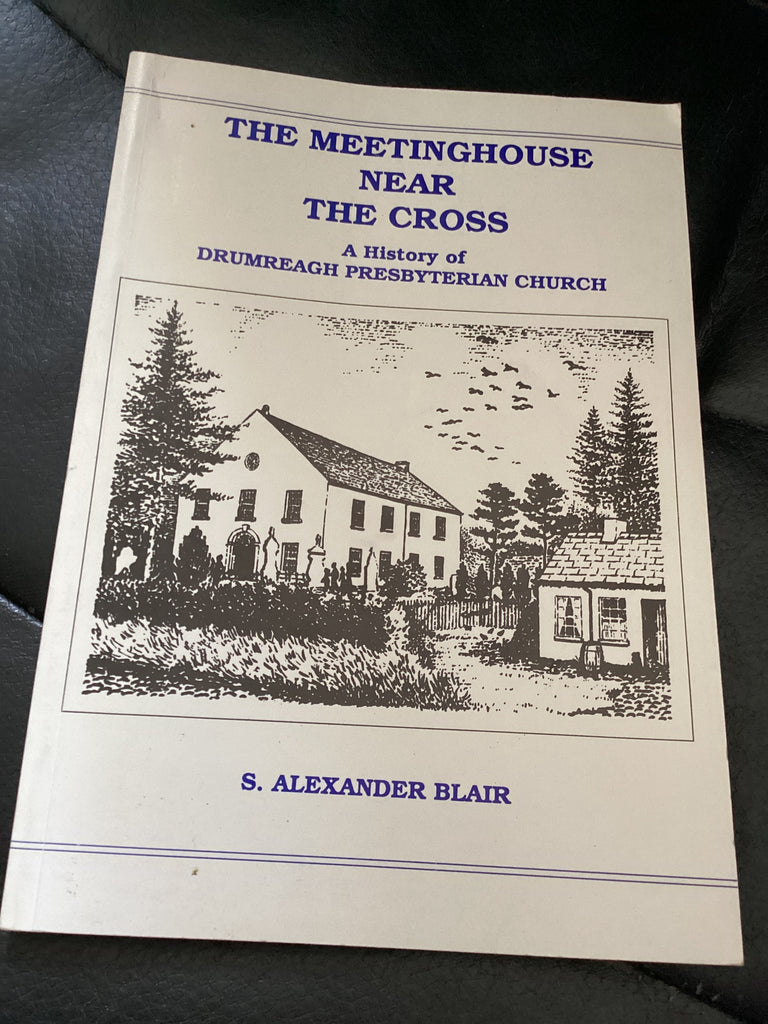 THE MEETINGHOUSE
NEAR
THE CROSS
A History of
DRUMREAGH PRESBYTERIAN CHURCH
S. ALEXANDER BLAIR